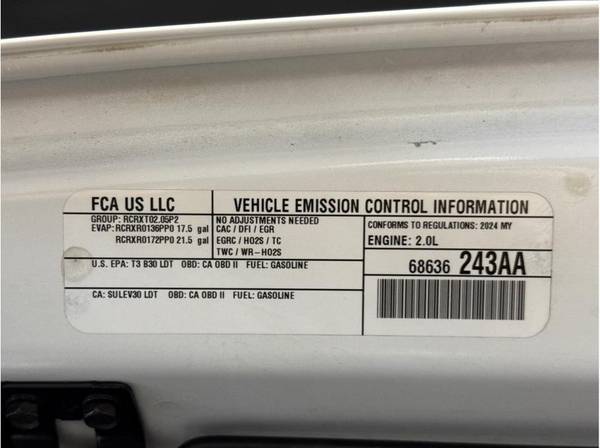 FCA US LLC
GROUP: RCRXT02.05P2
EVAP: RCRXR0136PP0 17.5 gal
RCRXR0172PP0 21.5 gal
VEHICLE EMISSION CONTROL INFORMATION
NO ADJUSTMENTS NEEDED
CAC / DFI / EGR
EGRC / HO2S / TC
TWC / WR-HO2S
CONFORMS TO REGULATIONS: 2024 MY
ENGINE: 2.0L
U.S. EPA: T3 B30 LDT OBD: CA OBD II FUEL: GASOLINE
CA: SULEV30 LDT OBD: CA OBD II FUEL: GASOLINE
68636 243AA